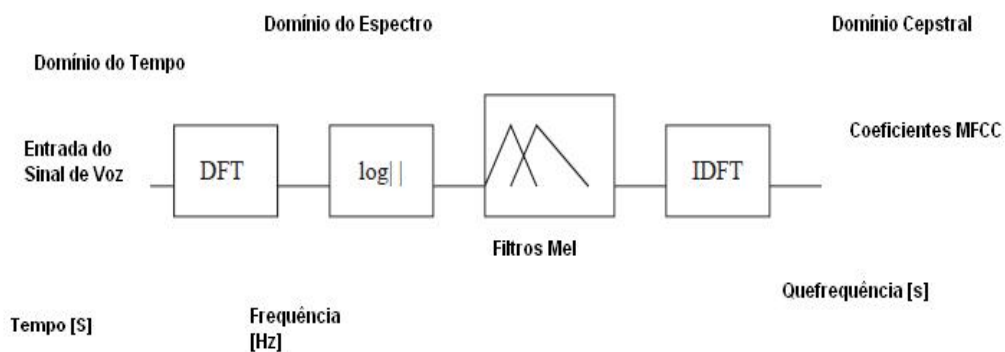 Domínio do Espectro
Domínio Cepstral
Domínio do Tempo
Entrada do
Sinal de Voz
DFT
log| |
IDFT
Coeficientes MFCC
Filtros Mel
Quefrequência [s]
Tempo [S]
Frequência
[Hz]